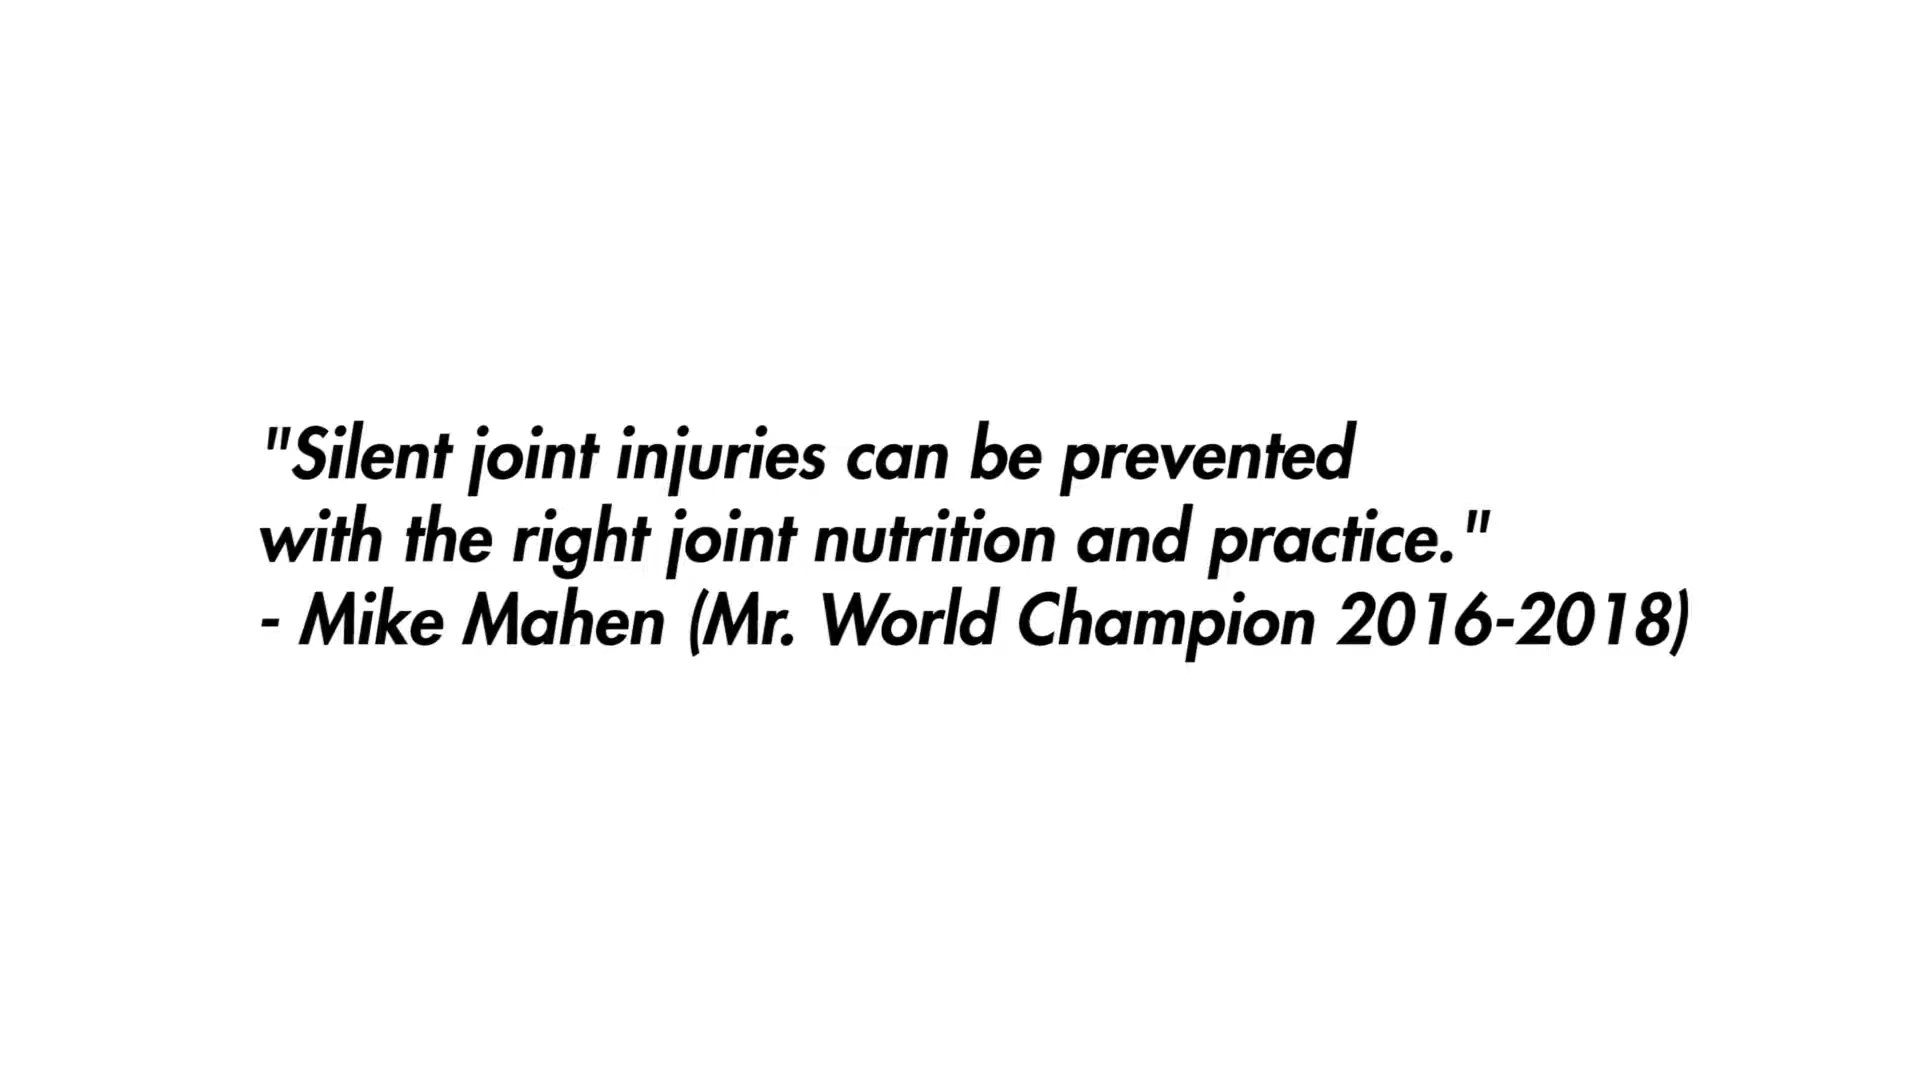 "Silent joint injuries can be prevented
with the right joint nutrition and practice."
- Mike Mahen (Mr. World Champion 2016-2018)